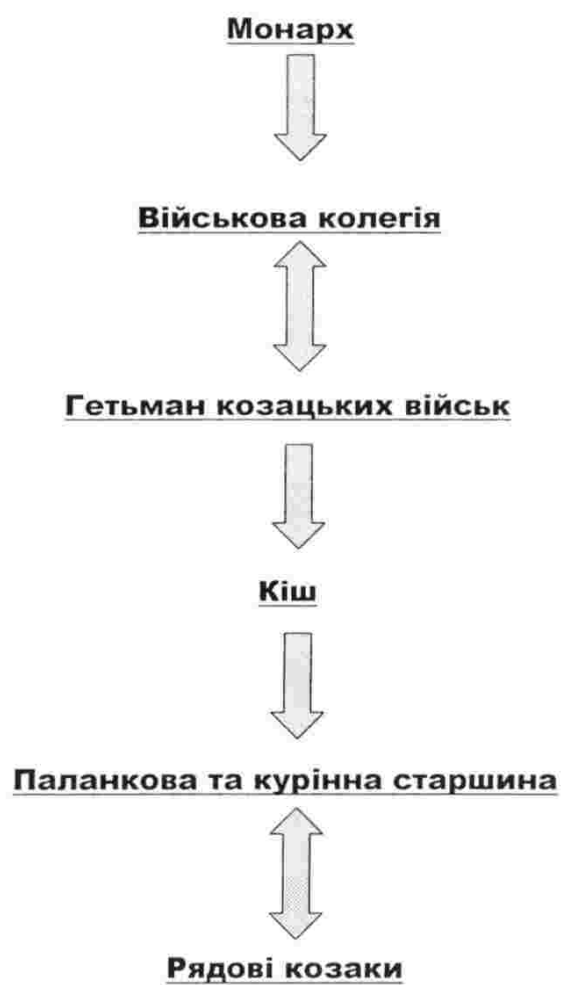 Монарх
Військова колегія
Гетьман козацьких військ
Кіш
Паланкова та курінна старшина
Рядові козаки